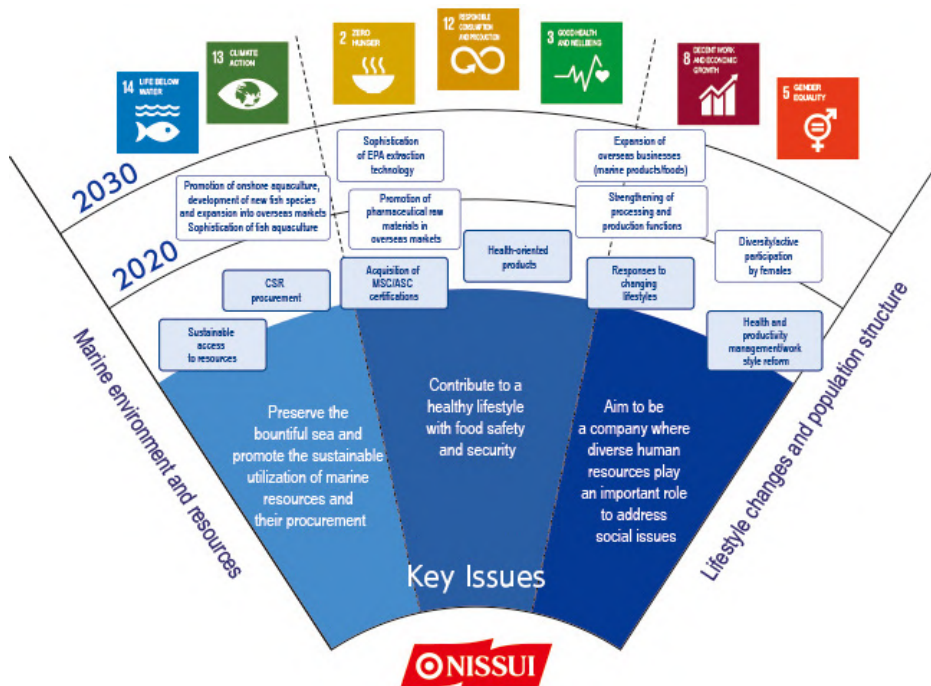 14 LIFE BELOW
WATER
13 CLIMATE
ACTION
2 ZERO
HUNGER
12 RESPONSIBLE
CONSUMPTION
AND PRODUCTION
3 GOOD HEALTH
AND WELLBEING
8 DECENT WORK
AND ECONOMIC
GROWTH
5 GENDER
EQUALITY
2030
2020
Sophistication
of EPA extraction
technology
Expansion of
overseas businesses
(marine products/foods)
Promotion of onshore aquaculture,
development of new fish species
and expansion into overseas markets
Sophistication of fish aquaculture
Promotion of
pharmaceutical raw
materials in
overseas markets
Strengthening of
processing and
production functions
Health-oriented
products
Diversity/active
participation
by females
CSR
procurement
Acquisition of
MSC/ASC
certifications
Responses to
changing
lifestyles
Sustainable
access
to resources
Health and
productivity
management/work
style reform
Marine environment and resources
Lifestyle changes and population structure
Preserve the
bountiful sea and
promote the sustainable
utilization of marine
resources and
their procurement
Contribute to a
healthy lifestyle
with food safety
and security
Aim to be
a company where
diverse human
resources play
an important role
to address
social issues
Key Issues
NISSUI